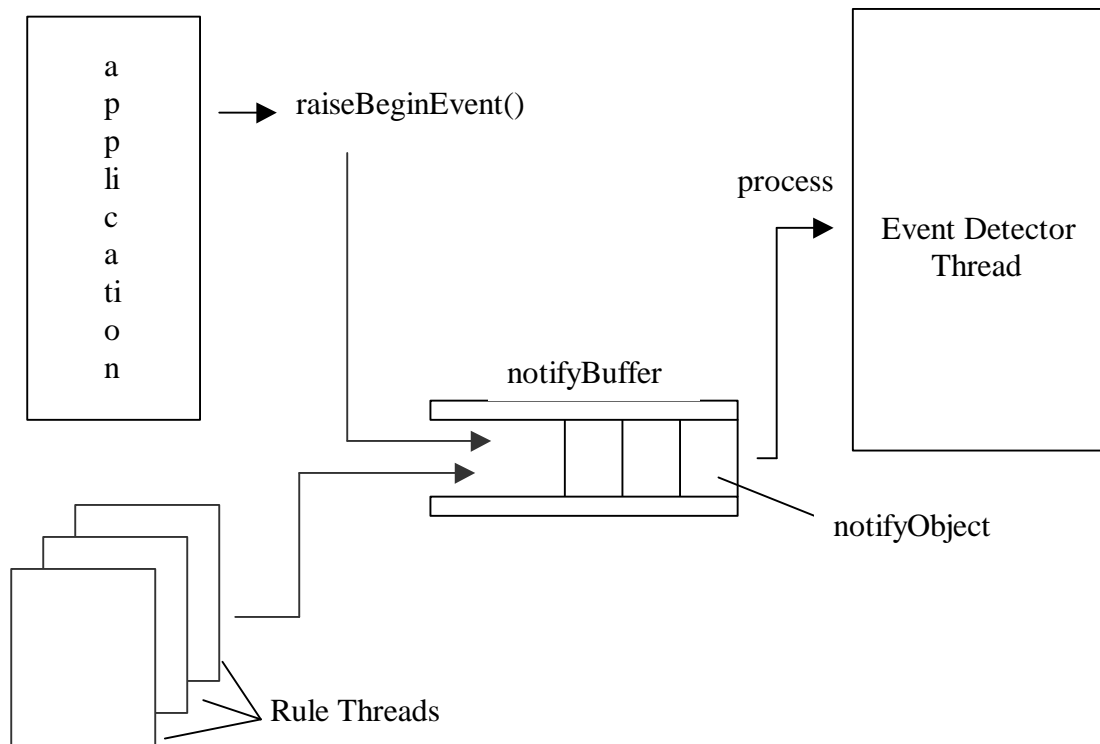 a
p
p
li
c
a
ti
o
n
raiseBeginEvent()
process
Event Detector
Thread
notifyBuffer
notifyObject
Rule Threads